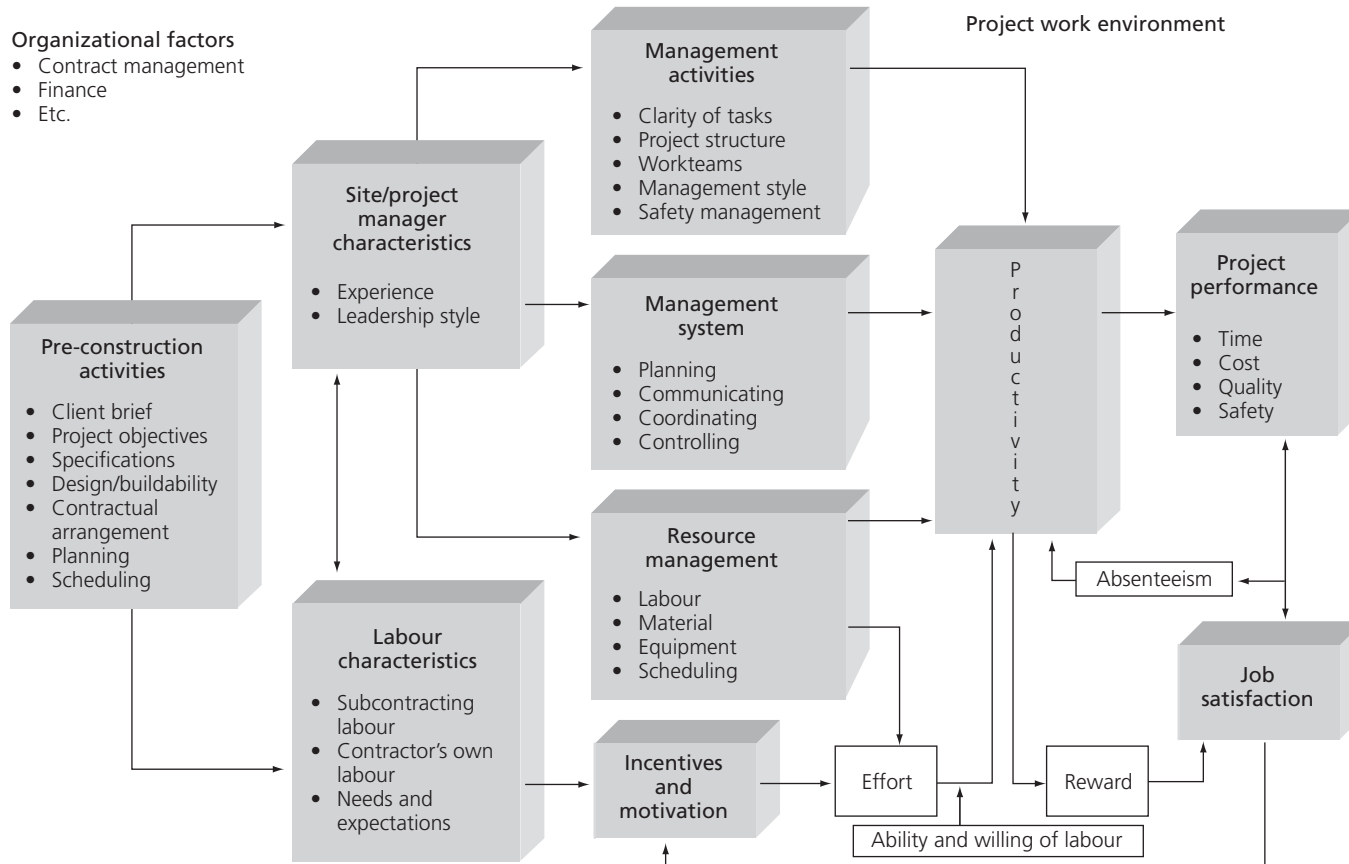 Organizational factors
• Contract management
• Finance
• Etc.
Project work environment
Pre-construction
activities
• Client brief
• Project objectives
• Specifications
• Design/buildability
• Contractual
arrangement
• Planning
• Scheduling
Site/project
manager
characteristics
• Experience
• Leadership style
Labour
characteristics
• Subcontracting
labour
• Contractor's own
labour
• Needs and
expectations
Management
activities
• Clarity of tasks
• Project structure
• Workteams
• Management style
• Safety management
Management
system
• Planning
• Communicating
• Coordinating
• Controlling
Resource
management
• Labour
• Material
• Equipment
• Scheduling
Incentives
and
motivation
Effort
Ability and willing of labour
Productivity
Reward
Absenteeism
Project
performance
• Time
• Cost
• Quality
• Safety
Job
satisfaction